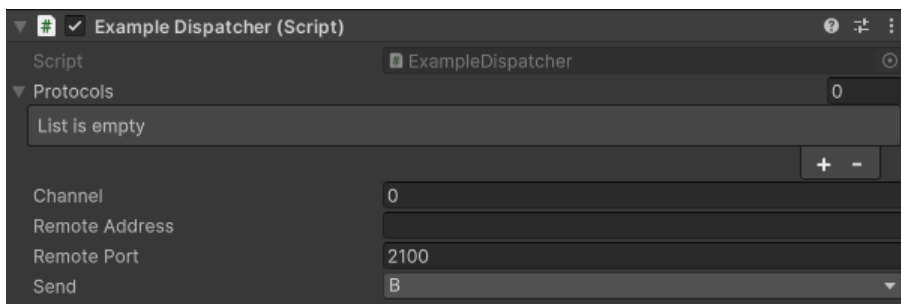 Example Dispatcher (Script)
Script ExampleDispatcher
Protocols 0
List is empty
+ -
Channel 0
Remote Address
Remote Port 2100
Send B